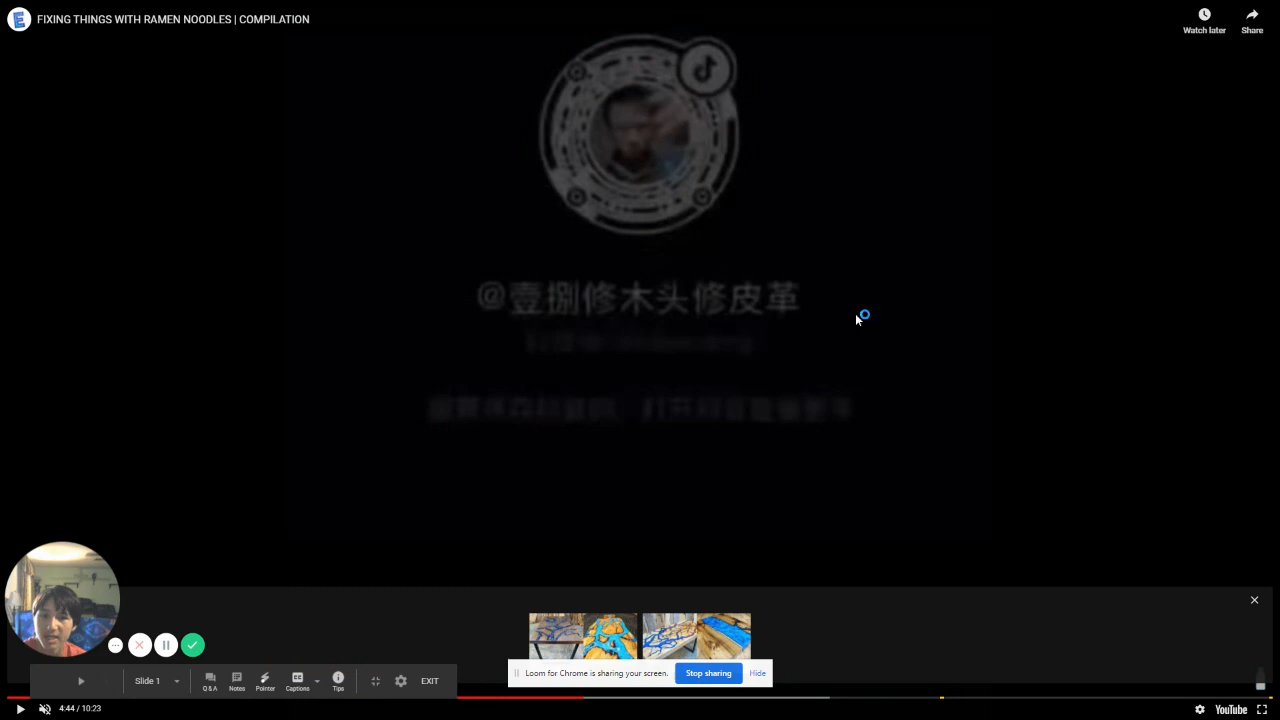 FIXING THINGS WITH RAMEN NOODLES | COMPILATION
Watch later
Share
@壹捌修木头修皮革
Slide 1
Q & A
Notes
Pointer
Captions
Tips
EXIT
Loom for Chrome is sharing your screen.
Stop sharing
Hide
4:44 / 10:23
YouTube